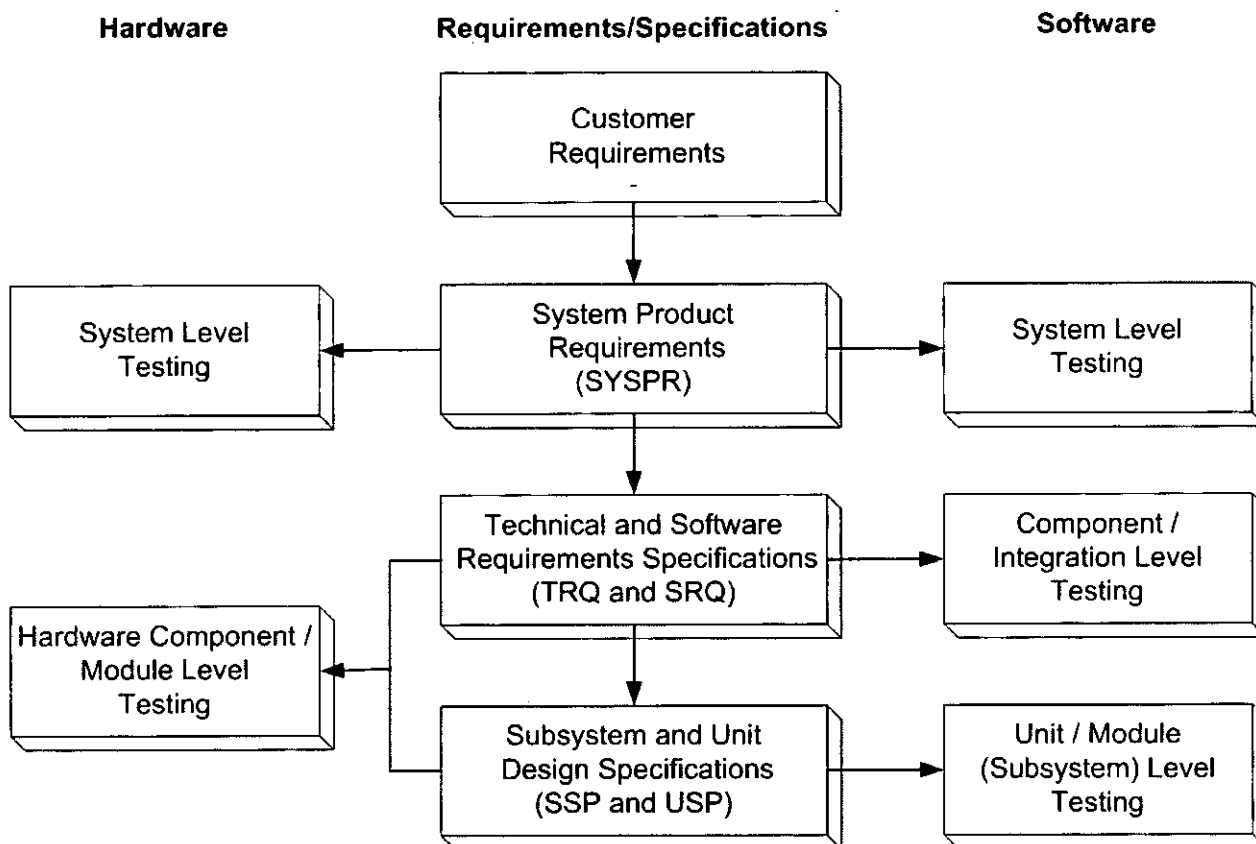 Hardware
Requirements/Specifications
Software
Customer
Requirements
System Level
Testing
System Product
Requirements
(SYSPR)
System Level
Testing
Technical and Software
Requirements Specifications
(TRQ and SRQ)
Component /
Integration Level
Testing
Hardware Component /
Module Level
Testing
Subsystem and Unit
Design Specifications
(SSP and USP)
Unit / Module
(Subsystem) Level
Testing